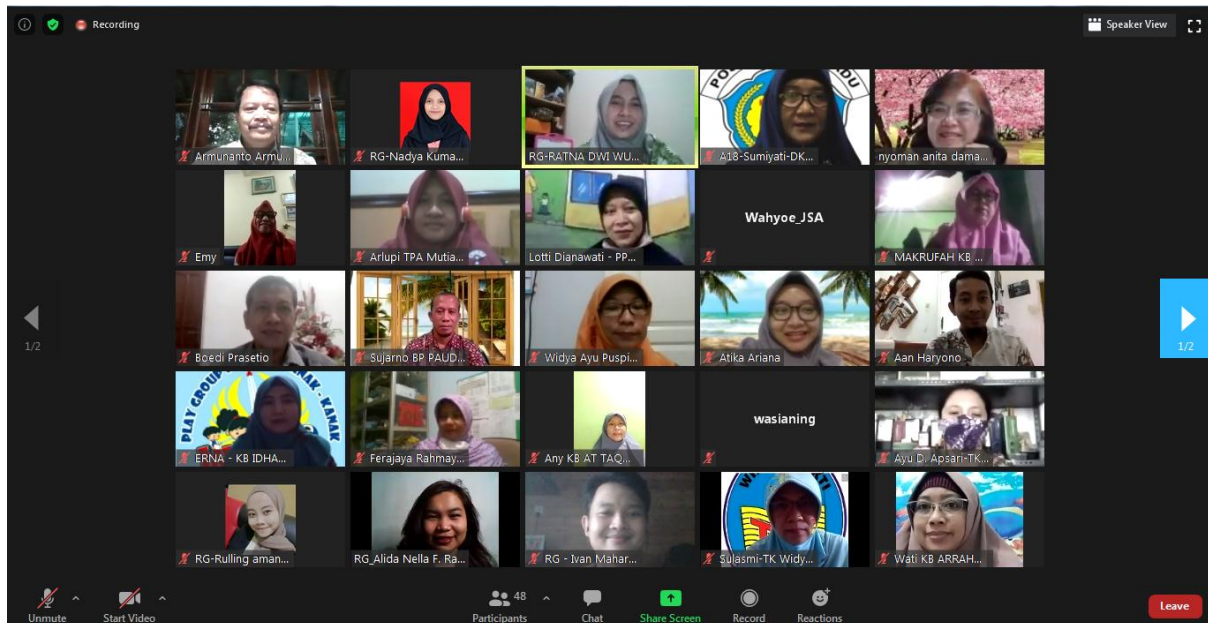 Recording
Speaker View
Armunanto Armu...
RG-Nadya Kuma...
RG-RATNA DWI WU...
A18-Sumiyati-DK...
nyoman anita dama...
Emy
Arlupi TPA Mutia...
Lotti Dianawati - PP...
Wahyoe_JSA
MAKRUFAH KB ...
1/2
Boedi Prasetio
Sujarno BP PAUD...
Widya Ayu Puspi...
Atika Ariana
Aan Haryono
1/2
PLAY GROUP
KANAK
ERNA - KB IDHA...
Ferajaya Rahmay...
Any KB AT TAQ...
wasianing
Ayu D. Apsari-TK...
RG-Rulling aman...
RG_Alida Nella F. Ra...
RG - Ivan Mahar...
Sulasmi-TK Widy...
Wati KB ARRAH...
Unmute
Start Video
Participants 48
Chat
Share Screen
Record
Reactions
Leave